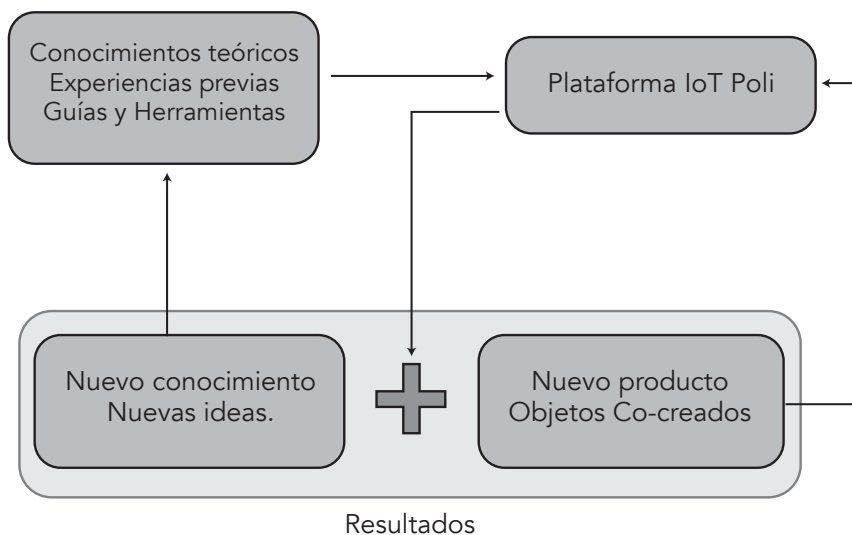 Conocimientos teóricos
Experiencias previas
Guías y Herramientas
Plataforma IoT Poli
Nuevo conocimiento
Nuevas ideas.
Nuevo producto
Objetos Co-creados
Resultados